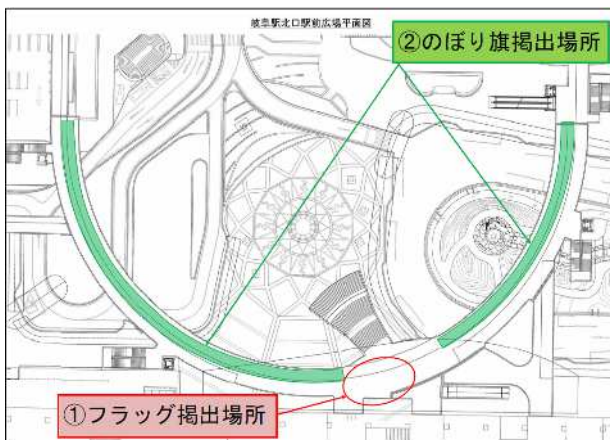 岐阜駅北口駅前広場平面図
②のぼり旗掲出場所
①フラッグ掲出場所